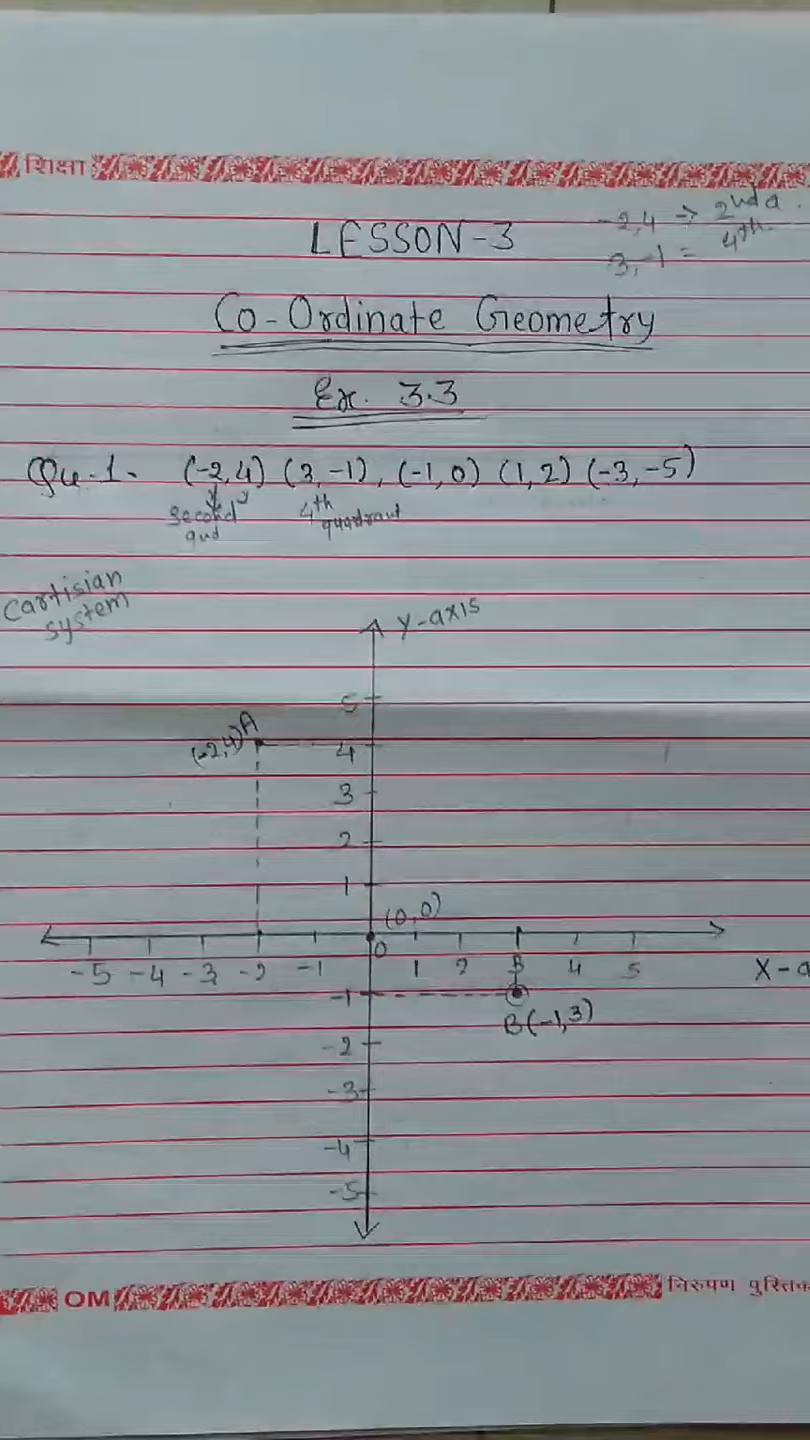 शिक्षा
-2,4 → 2nd
3,-1 = 4th
LESSON-3
Co-Ordinate Geometry
Ex. 3.3
Qu-1. (-2,4) (3,-1), (-1,0) (1,2) (-3,-5)
second
4th
quadrant
Cartisian
system
y-axis
5
(-2,4) A
4
3
2
1
(0,0)
-5 -4 -3 -2 -1 0 1 2 3 4 5
X-a
-1
B(-1,3)
-2
-3
-4
-5
OM
निरुपण